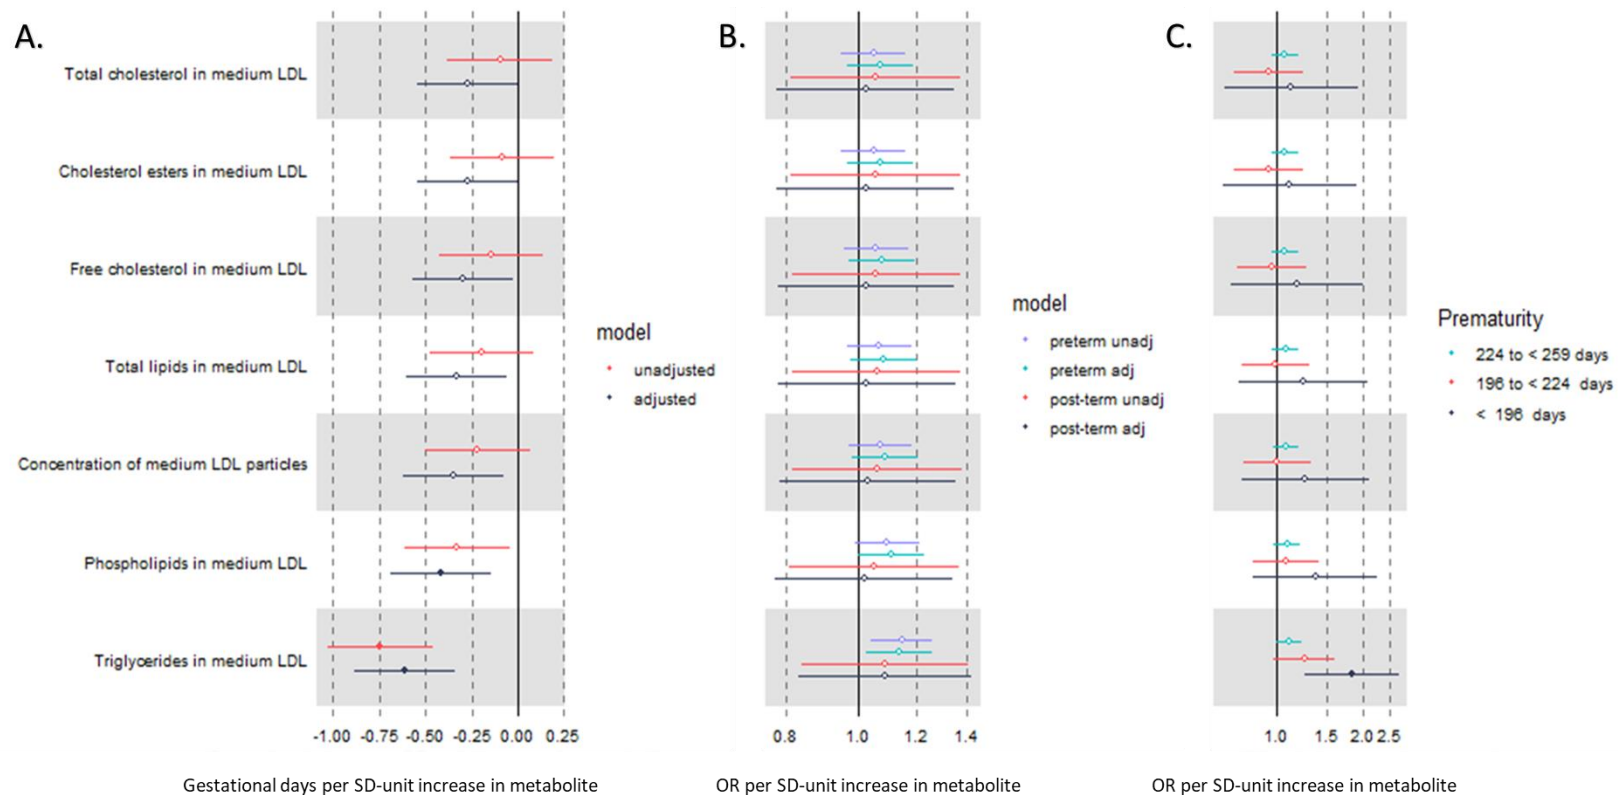 A.
B.
C.
Total cholesterol in medium LDL
Cholesterol esters in medium LDL
Free cholesterol in medium LDL
Total lipids in medium LDL
Concentration of medium LDL particles
Phospholipids in medium LDL
Triglycerides in medium LDL
model
unadjusted
adjusted
model
preterm unadj
preterm adj
post-term unadj
post-term adj
Prematurity
224 to < 259 days
196 to < 224 days
< 196 days
-1.00 -0.75 -0.50 -0.25 0.00 0.25
0.8 1.0 1.2 1.4
1.0 1.5 2.0 2.5
Gestational days per SD-unit increase in metabolite
OR per SD-unit increase in metabolite
OR per SD-unit increase in metabolite